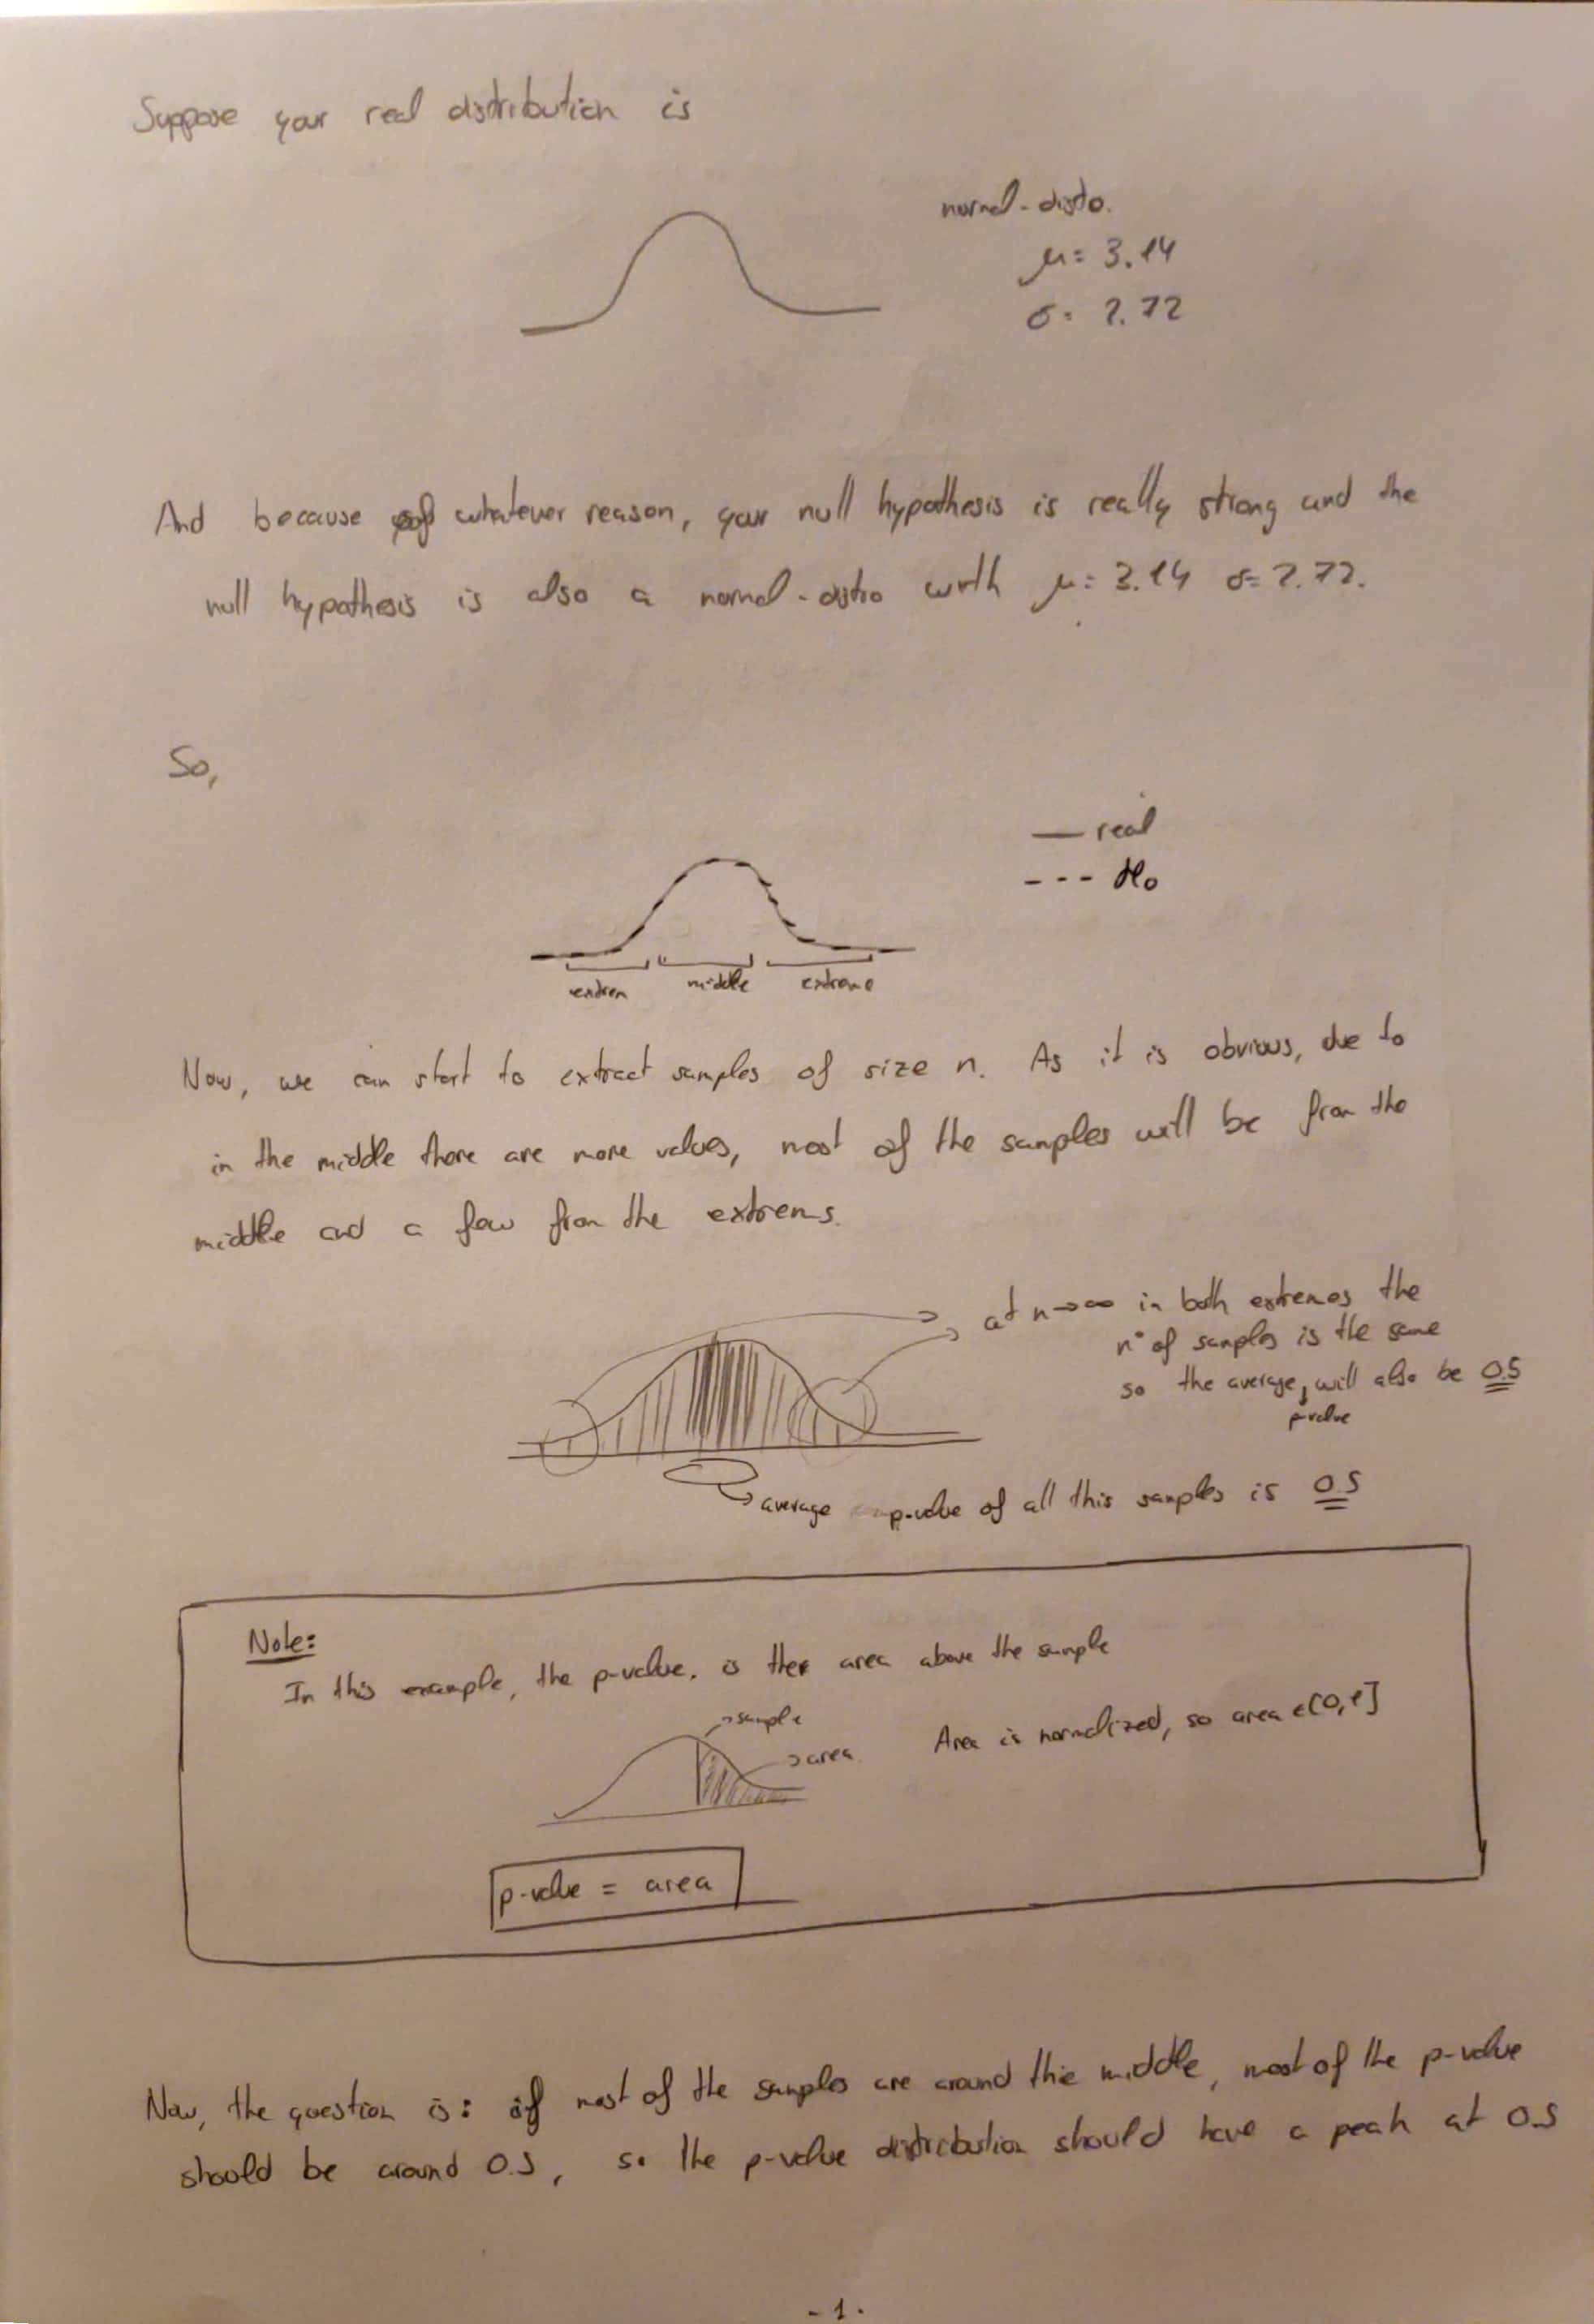 Suppose your real distribution is
normal-distro.
μ= 3.14
σ= 2.72
And because of whatever reason, your null hypothesis is really strong and the
null hypothesis is also a normal-distro with μ= 3.14 σ= 2.72.
So,
— real
--- H₀
extrem middle extreme
Now, we can start to extract samples of size n. As it is obvious, due to
in the middle there are more values, most of the samples will be from the
middle and a few from the extrems.
at n→∞ in both extremes the
nº of samples is the same
so the average p-value will also be 0.5
average p-value of all this samples is 0.5
Note:
In this example, the p-value, is the area above the sample
→sample
→area
Area is normalized, so area ∈[0,1]
p-value = area
Now, the question is: if most of the samples are around the middle, most of the p-value
should be around 0.5, so the p-value distribution should have a peak at 0.5
-1-